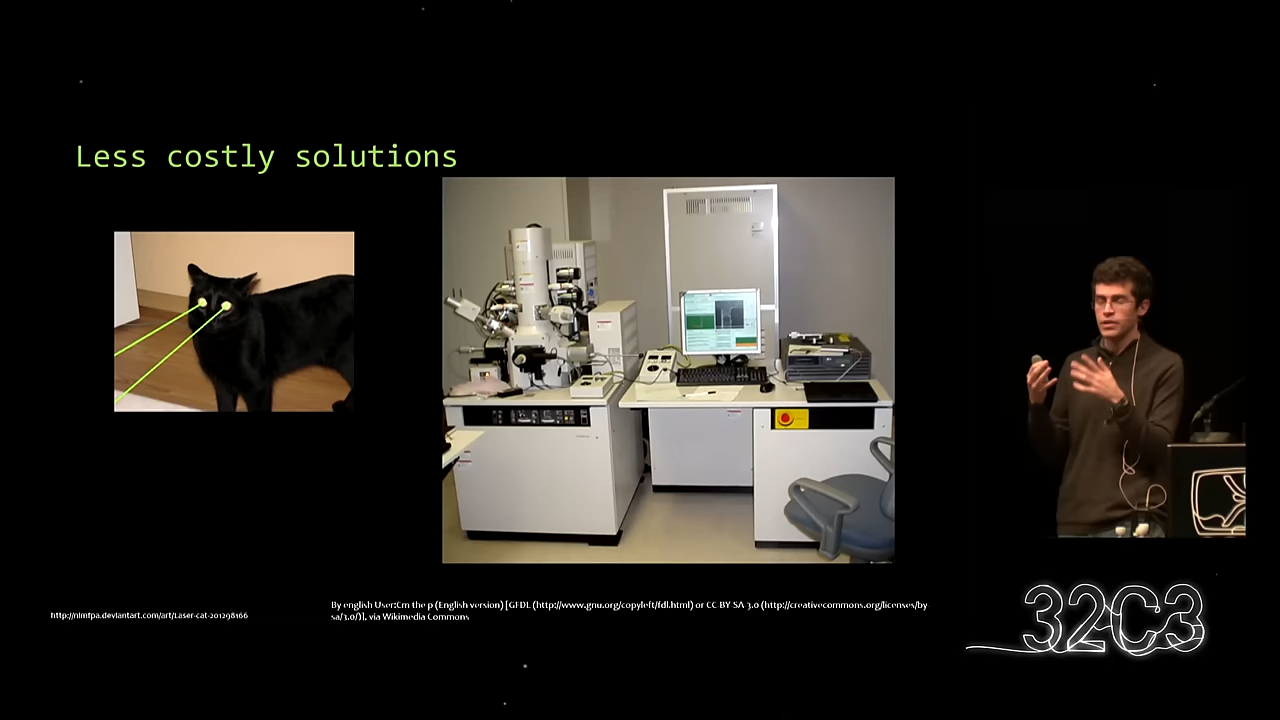 Less costly solutions
http://nimfpa.deviantart.com/art/Laser-cat-201298166
By english User:Cm the p (English version) [GFDL (http://www.gnu.org/copyleft/fdl.html) or CC BY-SA 3.0 (http://creativecommons.org/licenses/by
sa/3.0/)], via Wikimedia Commons
32C3